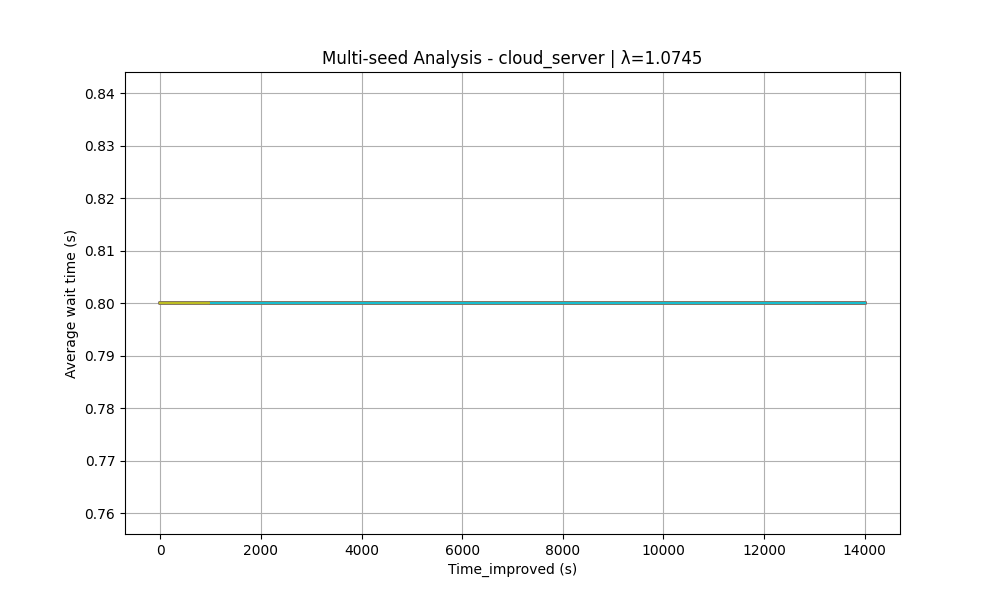 Multi-seed Analysis - cloud_server | λ=1.0745
Average wait time (s)
0.84
0.83
0.82
0.81
0.80
0.79
0.78
0.77
0.76
0 2000 4000 6000 8000 10000 12000 14000
Time_improved (s)